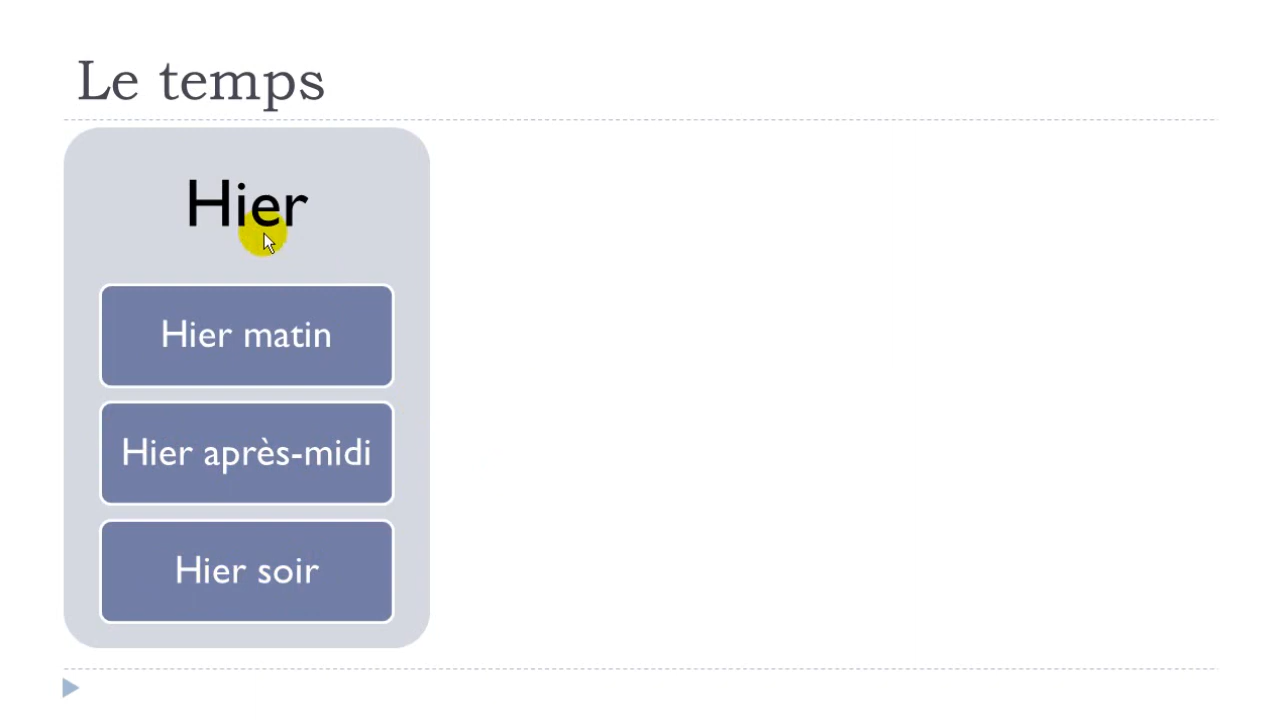 Le temps
Hier
Hier matin
Hier après-midi
Hier soir